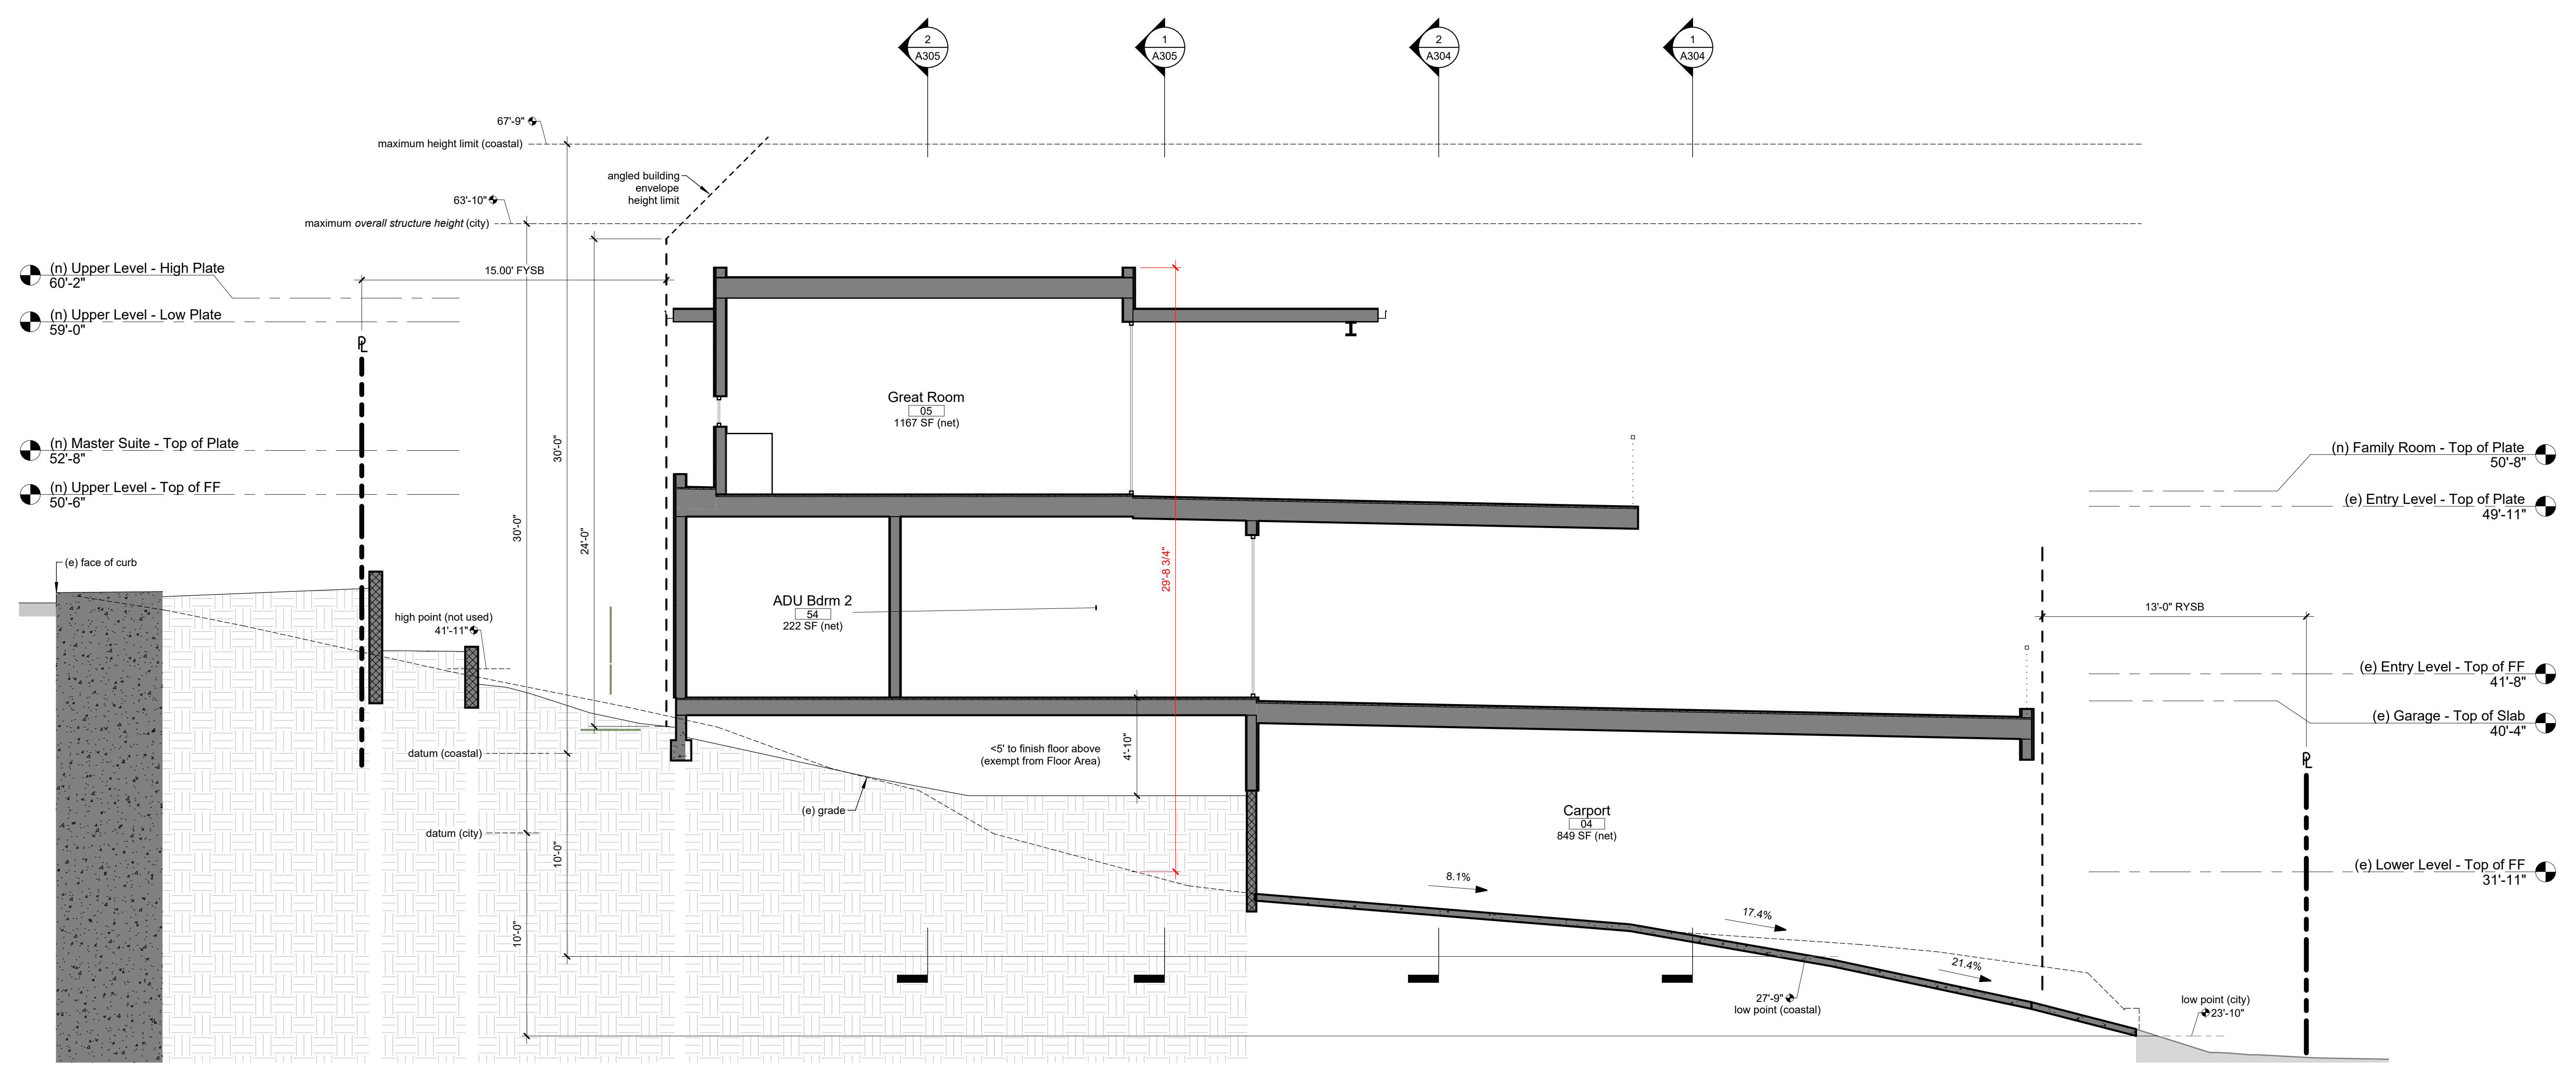 2
A305
1
A305
2
A304
1
A304
67'-9"
maximum height limit (coastal)
angled building
envelope
height limit
63'-10"
maximum overall structure height (city)
(n) Upper Level - High Plate
60'-2"
15.00' FYSB
(n) Upper Level - Low Plate
59'-0"
PL
Great Room
05
1167 SF (net)
30'-0"
(n) Master Suite - Top of Plate
52'-8"
(n) Family Room - Top of Plate
50'-8"
(n) Upper Level - Top of FF
50'-6"
(e) Entry Level - Top of Plate
49'-11"
30'-0"
24'-0"
29'-8 3/4"
(e) face of curb
ADU Bdrm 2
54
222 SF (net)
high point (not used)
41'-11"
13'-0" RYSB
(e) Entry Level - Top of FF
41'-8"
(e) Garage - Top of Slab
40'-4"
datum (coastal)
<5' to finish floor above
(exempt from Floor Area)
4'-10"
PL
(e) grade
Carport
04
849 SF (net)
datum (city)
10'-0"
(e) Lower Level - Top of FF
31'-11"
8.1%
17.4%
10'-0"
21.4%
27'-9"
low point (coastal)
low point (city)
23'-10"